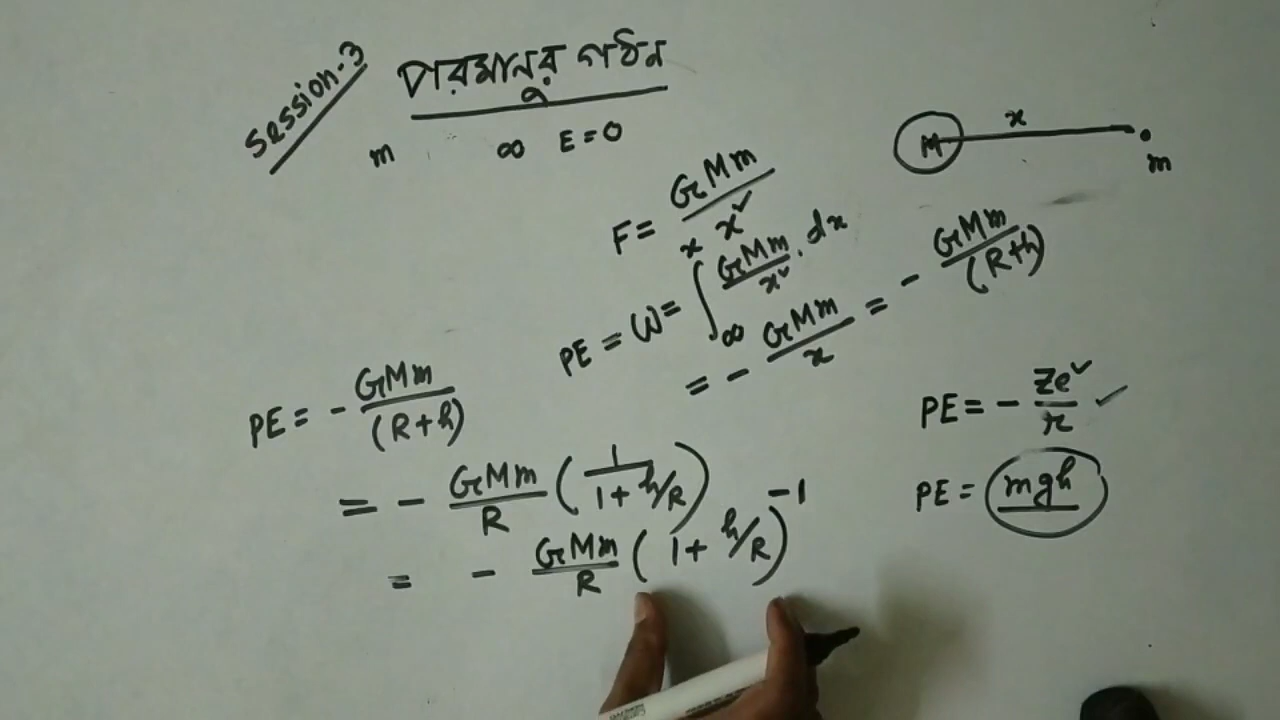 Session-3
পারমানুর গঠন
m ∞ E=0
M x m
F= GMm/x²
PE = W= ∫_∞^x GMm/x² . dx
= - GMm/x = - GMm/(R+h)
PE= - GMm/(R+h)
= - GMm/R ( 1/(1+h/R) )
= - GMm/R ( 1+ h/R )^-1
PE= - Ze²/r ✓
PE= mgh